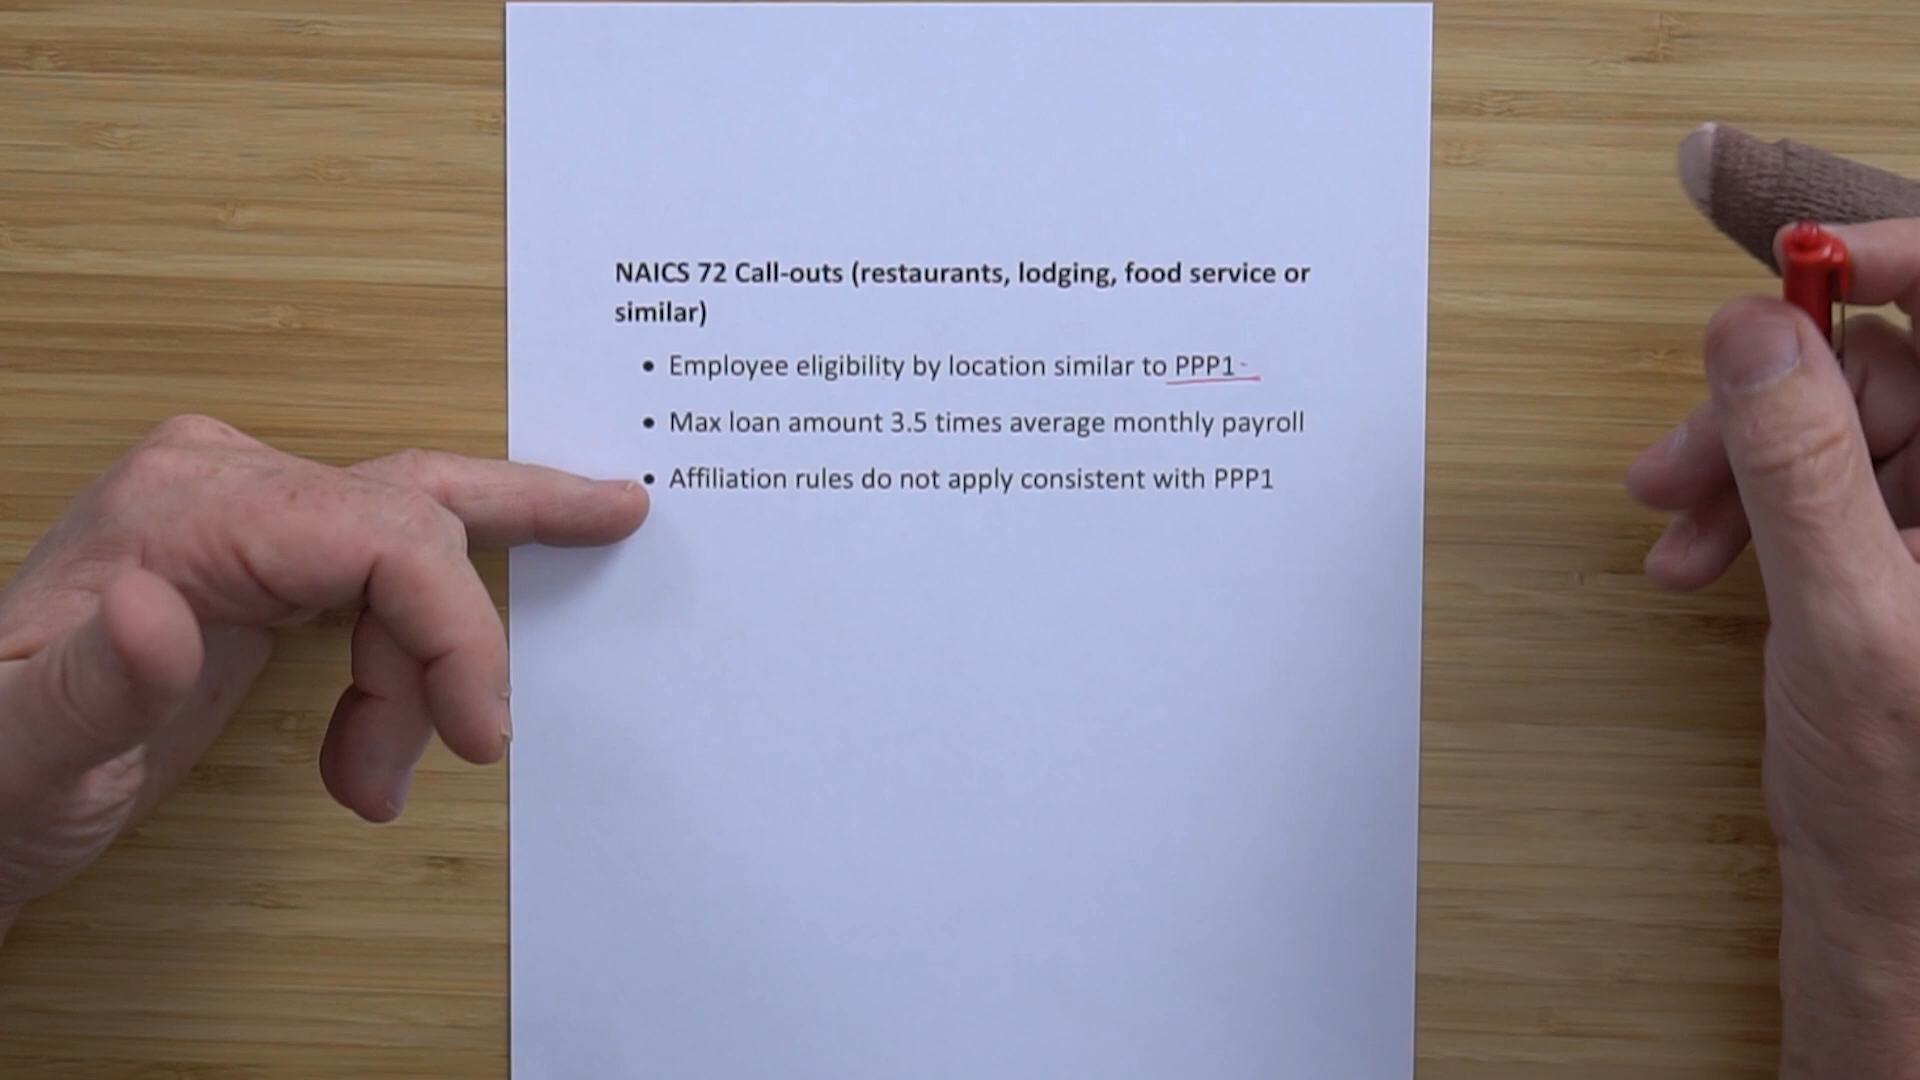 NAICS 72 Call-outs (restaurants, lodging, food service or
similar)
• Employee eligibility by location similar to PPP1
• Max loan amount 3.5 times average monthly payroll
• Affiliation rules do not apply consistent with PPP1